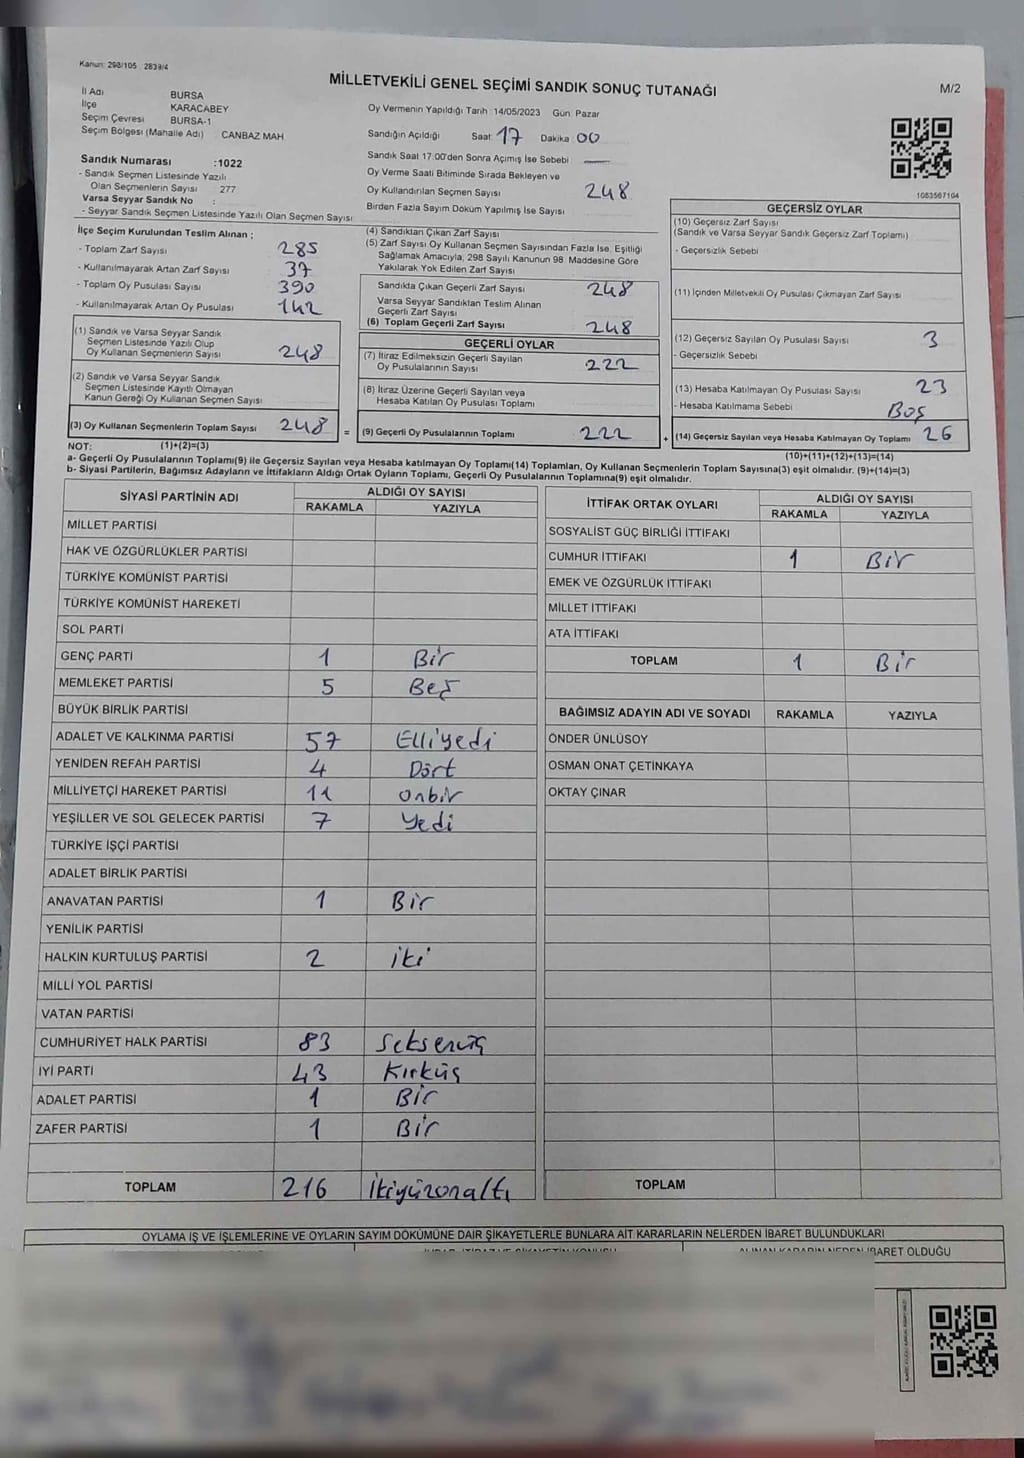 Kanun: 298/105 2839/4
MİLLETVEKİLİ GENEL SEÇİMİ SANDIK SONUÇ TUTANAĞI
M/2
İl Adı BURSA
İlçe KARACABEY
Seçim Çevresi BURSA-1
Seçim Bölgesi (Mahalle Adı) CANBAZ MAH
Oy Vermenin Yapıldığı Tarih 14/05/2023 Gün: Pazar
Sandığın Açıldığı Saat 17 Dakika 00
Sandık Saat 17:00'den Sonra Açımış İse Sebebi —
Oy Verme Saati Bitiminde Sırada Bekleyen ve
Oy Kullandırılan Seçmen Sayısı 248
Birden Fazla Sayım Döküm Yapılmış İse Sayısı
Sandık Numarası :1022
- Sandık Seçmen Listesinde Yazılı
Olan Seçmenlerin Sayısı 277
Varsa Seyyar Sandık No :
- Seyyar Sandık Seçmen Listesinde Yazılı Olan Seçmen Sayısı :
1083567104
İlçe Seçim Kurulundan Teslim Alınan ;
- Toplam Zarf Sayısı 285
- Kullanılmayarak Artan Zarf Sayısı 37
- Toplam Oy Pusulası Sayısı 390
- Kullanılmayarak Artan Oy Pusulası 142
(1) Sandık ve Varsa Seyyar Sandık
Seçmen Listesinde Yazılı Olup
Oy Kullanan Seçmenlerin Sayısı 248
(2) Sandık ve Varsa Seyyar Sandık
Seçmen Listesinde Kayıtlı Olmayan
Kanun Gereği Oy Kullanan Seçmen Sayısı
(3) Oy Kullanan Seçmenlerin Toplam Sayısı 248 =
(4) Sandıktan Çıkan Zarf Sayısı
(5) Zarf Sayısı Oy Kullanan Seçmen Sayısından Fazla İse, Eşitliği
Sağlamak Amacıyla, 298 Sayılı Kanunun 98. Maddesine Göre
Yakılarak Yok Edilen Zarf Sayısı
Sandıkta Çıkan Geçerli Zarf Sayısı 248
Varsa Seyyar Sandıktan Teslim Alınan
Geçerli Zarf Sayısı
(6) Toplam Geçerli Zarf Sayısı 248
GEÇERLİ OYLAR
(7) İtiraz Edilmeksizin Geçerli Sayılan
Oy Pusulalarının Sayısı 222
(8) İtiraz Üzerine Geçerli Sayılan veya
Hesaba Katılan Oy Pusulası Toplamı
(9) Geçerli Oy Pusulalarının Toplamı 222 +
GEÇERSİZ OYLAR
(10) Geçersiz Zarf Sayısı
(Sandık ve Varsa Seyyar Sandık Geçersiz Zarf Toplamı)
- Geçersizlik Sebebi
(11) İçinden Milletvekili Oy Pusulası Çıkmayan Zarf Sayısı
(12) Geçersiz Sayılan Oy Pusulası Sayısı 3
- Geçersizlik Sebebi
(13) Hesaba Katılmayan Oy Pusulası Sayısı 23
- Hesaba Katılmama Sebebi Boş
(14) Geçersiz Sayılan veya Hesaba Katılmayan Oy Toplamı 26
NOT: (1)+(2)=(3) (10)+(11)+(12)+(13)=(14)
a- Geçerli Oy Pusulalarının Toplamı(9) ile Geçersiz Sayılan veya Hesaba katılmayan Oy Toplamı(14) Toplamları, Oy Kullanan Seçmenlerin Toplam Sayısına(3) eşit olmalıdır. (9)+(14)=(3)
b- Siyasi Partilerin, Bağımsız Adayların ve İttifakların Aldığı Ortak Oyların Toplamı, Geçerli Oy Pusulalarının Toplamına(9) eşit olmalıdır.
SİYASİ PARTİNİN ADI ALDIĞI OY SAYISI
RAKAMLA YAZIYLA
MİLLET PARTİSİ
HAK VE ÖZGÜRLÜKLER PARTİSİ
TÜRKİYE KOMÜNİST PARTİSİ
TÜRKİYE KOMÜNİST HAREKETİ
SOL PARTİ
GENÇ PARTİ 1 Bir
MEMLEKET PARTİSİ 5 Beş
BÜYÜK BİRLİK PARTİSİ
ADALET VE KALKINMA PARTİSİ 57 Elliyedi
YENİDEN REFAH PARTİSİ 4 Dört
MİLLİYETÇİ HAREKET PARTİSİ 11 onbir
YEŞİLLER VE SOL GELECEK PARTİSİ 7 Yedi
TÜRKİYE İŞÇİ PARTİSİ
ADALET BİRLİK PARTİSİ
ANAVATAN PARTİSİ 1 Bir
YENİLİK PARTİSİ
HALKIN KURTULUŞ PARTİSİ 2 iki
MİLLİ YOL PARTİSİ
VATAN PARTİSİ
CUMHURİYET HALK PARTİSİ 83 Seksenüç
İYİ PARTİ 43 Kırküç
ADALET PARTİSİ 1 Bir
ZAFER PARTİSİ 1 Bir
TOPLAM 216 ikiyüzonaltı
İTTİFAK ORTAK OYLARI ALDIĞI OY SAYISI
RAKAMLA YAZIYLA
SOSYALİST GÜÇ BİRLİĞİ İTTİFAKI
CUMHUR İTTİFAKI 1 Bir
EMEK VE ÖZGÜRLÜK İTTİFAKI
MİLLET İTTİFAKI
ATA İTTİFAKI
TOPLAM 1 Bir
BAĞIMSIZ ADAYIN ADI VE SOYADI RAKAMLA YAZIYLA
ÖNDER ÜNLÜSOY
OSMAN ONAT ÇETİNKAYA
OKTAY ÇINAR
TOPLAM
OYLAMA İŞ VE İŞLEMLERİNE VE OYLARIN SAYIM DÖKÜMÜNE DAİR ŞİKAYETLERLE BUNLARA AİT KARARLARIN NELERDEN İBARET BULUNDUKLARI
ALINAN KARARIN NEDEN İBARET OLDUĞU